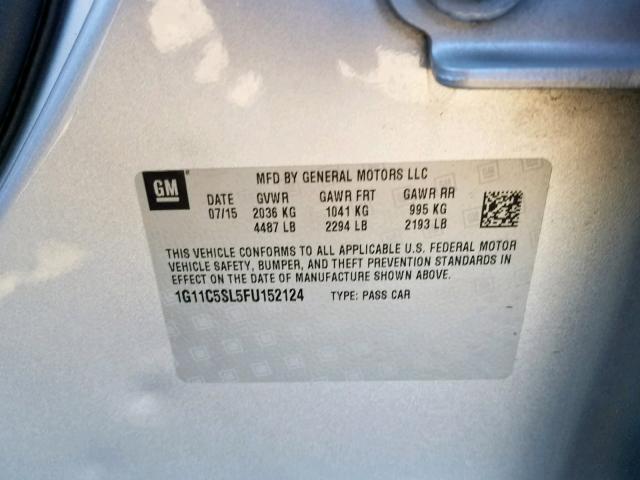 GM MFD BY GENERAL MOTORS LLC
DATE GVWR GAWR FRT GAWR RR
07/15 2036 KG 1041 KG 995 KG
4487 LB 2294 LB 2193 LB
THIS VEHICLE CONFORMS TO ALL APPLICABLE U.S. FEDERAL MOTOR
VEHICLE SAFETY, BUMPER, AND THEFT PREVENTION STANDARDS IN
EFFECT ON THE DATE OF MANUFACTURE SHOWN ABOVE.
1G11C5SL5FU152124 TYPE: PASS CAR